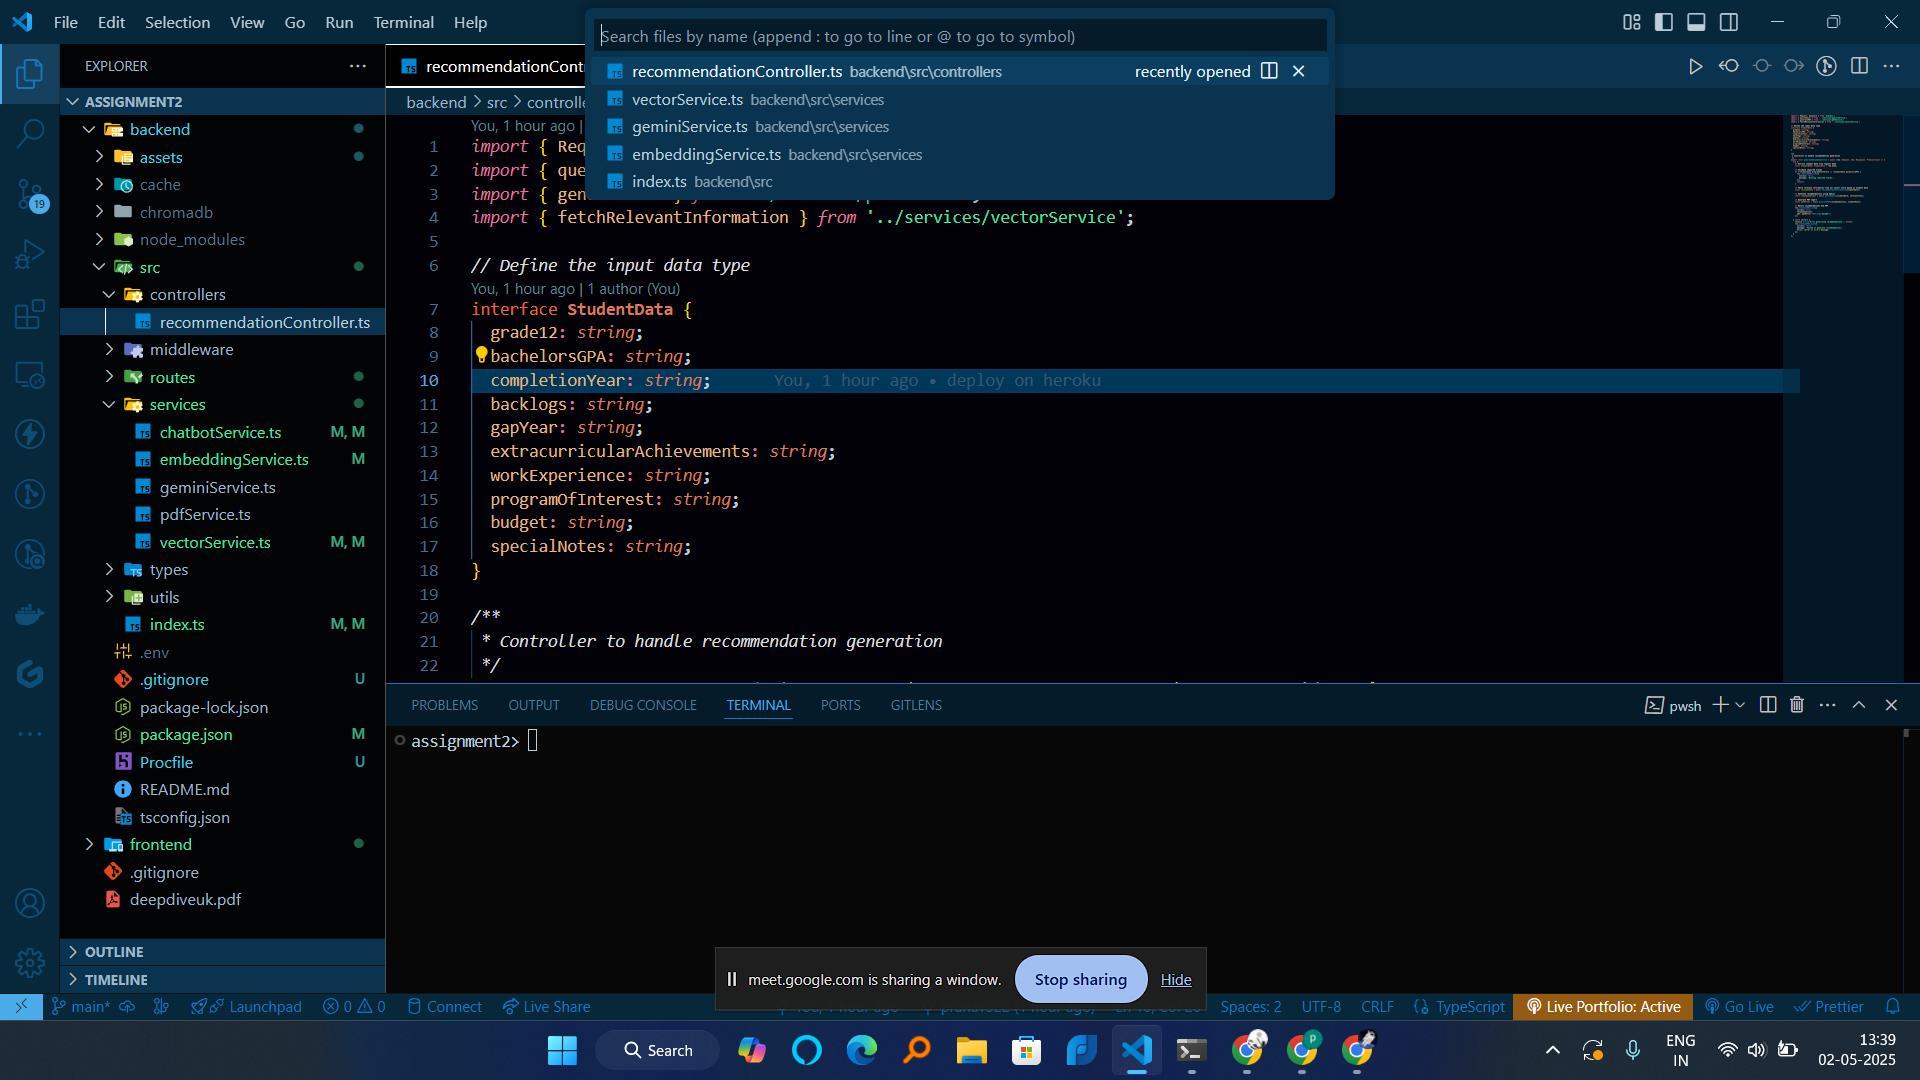 File Edit Selection View Go Run Terminal Help
Search files by name (append : to go to line or @ to go to symbol)
recommendationController.ts backend\src\controllers recently opened
vectorService.ts backend\src\services
geminiService.ts backend\src\services
embeddingService.ts backend\src\services
index.ts backend\src
EXPLORER
ASSIGNMENT2
backend
assets
cache
chromadb
node_modules
src
controllers
recommendationController.ts
middleware
routes
services
chatbotService.ts M, M
embeddingService.ts M
geminiService.ts
pdfService.ts
vectorService.ts M, M
types
utils
index.ts M, M
.env
.gitignore U
package-lock.json
package.json M
Procfile U
README.md
tsconfig.json
frontend
.gitignore
deepdiveuk.pdf
OUTLINE
TIMELINE
19
recommendationCont
backend > src > controlle
You, 1 hour ago |
1 import { Req
2 import { que
3 import { gen
4 import { fetchRelevantInformation } from '../services/vectorService';
5
6 // Define the input data type
You, 1 hour ago | 1 author (You)
7 interface StudentData {
8 grade12: string;
9 bachelorsGPA: string;
10 completionYear: string; You, 1 hour ago • deploy on heroku
11 backlogs: string;
12 gapYear: string;
13 extracurricularAchievements: string;
14 workExperience: string;
15 programOfInterest: string;
16 budget: string;
17 specialNotes: string;
18 }
19
20 /**
21 * Controller to handle recommendation generation
22 */
PROBLEMS OUTPUT DEBUG CONSOLE TERMINAL PORTS GITLENS
pwsh
assignment2>
meet.google.com is sharing a window. Stop sharing Hide
main* Launchpad 0 0 Connect Live Share Spaces: 2 UTF-8 CRLF {} TypeScript Live Portfolio: Active Go Live Prettier
Search
ENG
IN
13:39
02-05-2025